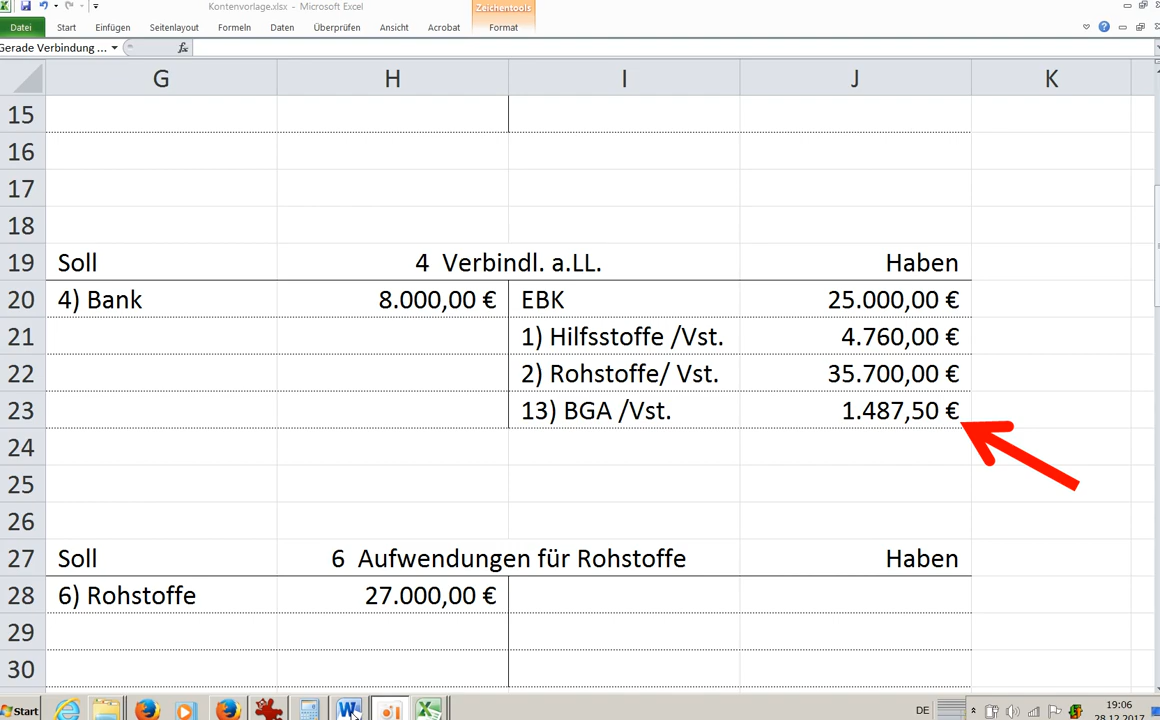 Kontenvorlage.xlsx - Microsoft Excel
Zeichentools
Datei Start Einfügen Seitenlayout Formeln Daten Überprüfen Ansicht Acrobat Format
Gerade Verbindung ... fx
G H I J K
15
16
17
18
19 Soll 4 Verbindl. a.LL. Haben
20 4) Bank 8.000,00 € EBK 25.000,00 €
21 1) Hilfsstoffe /Vst. 4.760,00 €
22 2) Rohstoffe/ Vst. 35.700,00 €
23 13) BGA /Vst. 1.487,50 €
24
25
26
27 Soll 6 Aufwendungen für Rohstoffe Haben
28 6) Rohstoffe 27.000,00 €
29
30
Start DE 19:06
28.12.2017